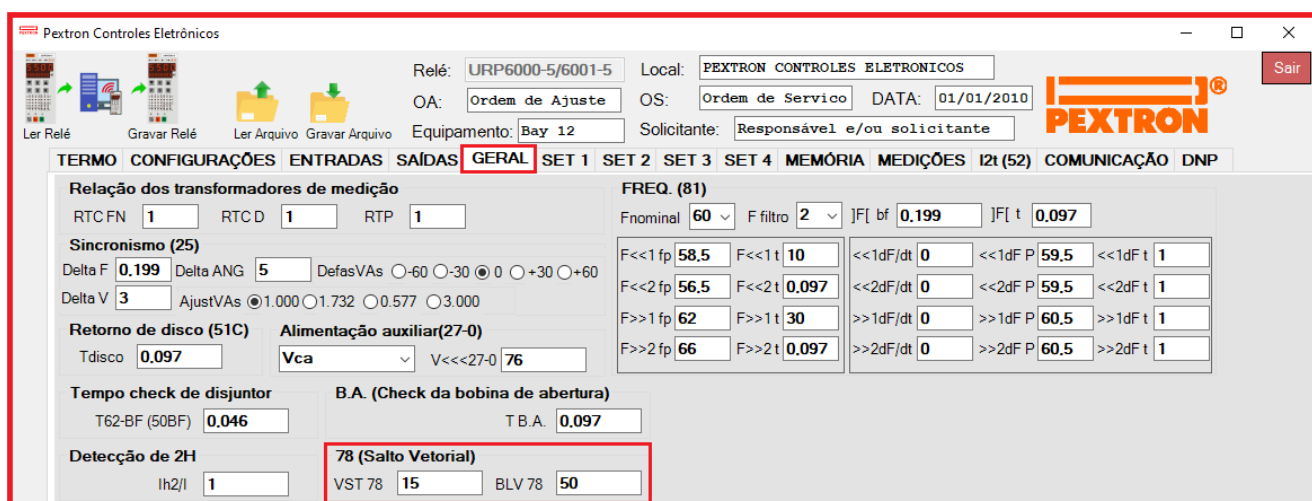 Pextron Controles Eletrônicos
Relé: URP6000-5/6001-5 Local: PEXTRON CONTROLES ELETRONICOS Sair
OA: Ordem de Ajuste OS: Ordem de Servico DATA: 01/01/2010
Ler Relé Gravar Relé Ler Arquivo Gravar Arquivo Equipamento: Bay 12 Solicitante: Responsável e/ou solicitante PEXTRON ®
TERMO CONFIGURAÇÕES ENTRADAS SAÍDAS GERAL SET 1 SET 2 SET 3 SET 4 MEMÓRIA MEDIÇÕES I2t (52) COMUNICAÇÃO DNP
Relação dos transformadores de medição FREQ. (81)
RTC FN 1 RTC D 1 RTP 1 Fnominal 60 F filtro 2 ]F[ bf 0.199 ]F[ t 0.097
Sincronismo (25)
Delta F 0.199 Delta ANG 5 DefasVAs -60 -30 0 +30 +60 F<<1 fp 58.5 F<<1 t 10 <<1dF/dt 0 <<1dF P 59.5 <<1dF t 1
Delta V 3 AjustVAs 1.000 1.732 0.577 3.000 F<<2 fp 56.5 F<<2 t 0.097 <<2dF/dt 0 <<2dF P 59.5 <<2dF t 1
Retorno de disco (51C) Alimentação auxiliar(27-0) F>>1 fp 62 F>>1 t 30 >>1dF/dt 0 >>1dF P 60.5 >>1dF t 1
Tdisco 0.097 Vca V<<<27-0 76 F>>2 fp 66 F>>2 t 0.097 >>2dF/dt 0 >>2dF P 60.5 >>2dF t 1
Tempo check de disjuntor B.A. (Check da bobina de abertura)
T62-BF (50BF) 0.046 T B.A. 0.097
Detecção de 2H 78 (Salto Vetorial)
Ih2/I 1 VST 78 15 BLV 78 50